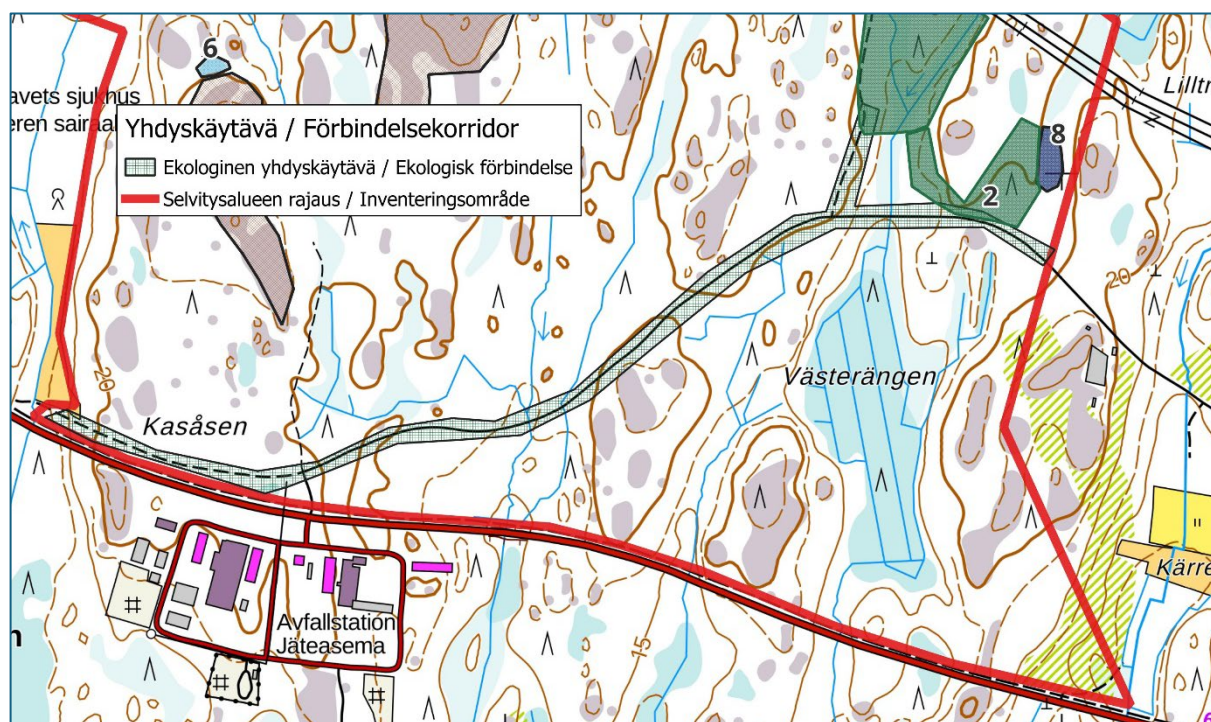 6
avets sjukhus
eren sairaal
Yhdyskäytävä / Förbindelsekorridor
Ekologinen yhdyskäytävä / Ekologisk förbindelse
Selvitysalueen rajaus / Inventeringsområde
Lilltr
8
2
20
20
Västerängen
Kasåsen
Kärre
Avfallstation
Jäteasema
15
n
6